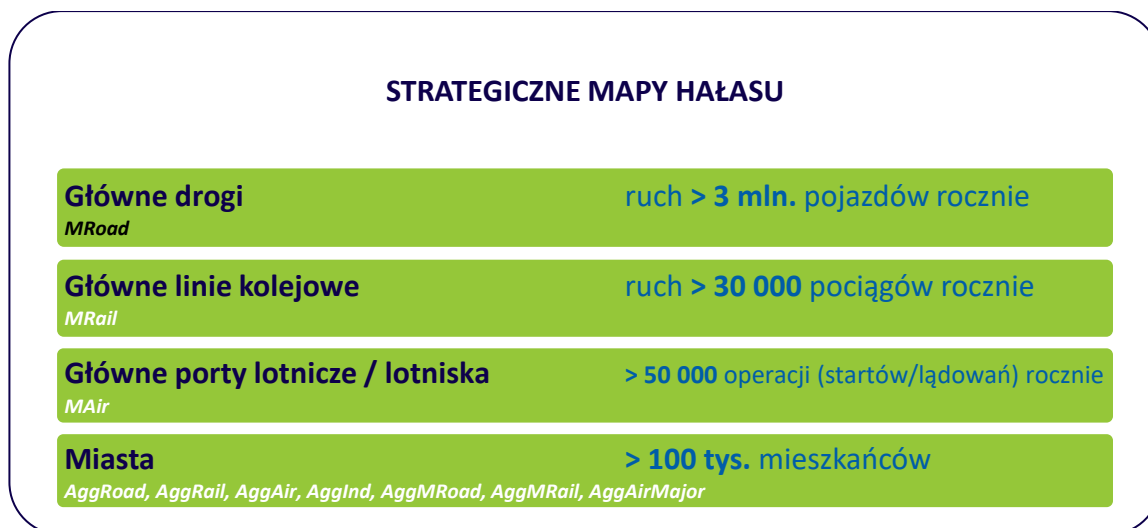 STRATEGICZNE MAPY HAŁASU
Główne drogi ruch > 3 mln. pojazdów rocznie
MRoad
Główne linie kolejowe ruch > 30 000 pociągów rocznie
MRail
Główne porty lotnicze / lotniska > 50 000 operacji (startów/lądowań) rocznie
MAir
Miasta > 100 tys. mieszkańców
AggRoad, AggRail, AggAir, AggInd, AggMRoad, AggMRail, AggAirMajor